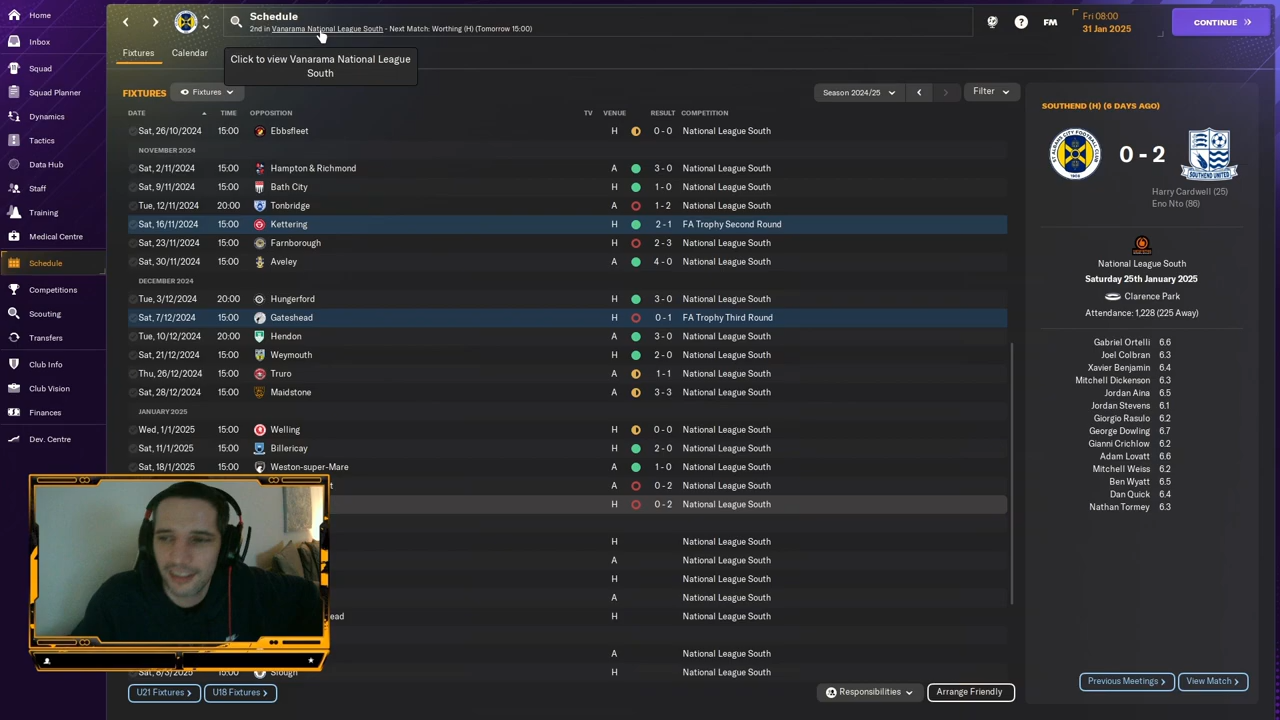 Home
Inbox
Squad
Squad Planner
Dynamics
Tactics
Data Hub
Staff
Training
Medical Centre
Schedule
Competitions
Scouting
Transfers
Club Info
Club Vision
Finances
Dev. Centre
Schedule
2nd in Vanarama National League South - Next Match: Worthing (H) (Tomorrow 15:00)
FM
Fri 08:00
31 Jan 2025
CONTINUE
Fixtures
Calendar
Click to view Vanarama National League
South
FIXTURES
Fixtures
Season 2024/25
Filter
DATE TIME OPPOSITION TV VENUE RESULT COMPETITION
Sat, 26/10/2024 15:00 Ebbsfleet H 0 - 0 National League South
NOVEMBER 2024
Sat, 2/11/2024 15:00 Hampton & Richmond A 3 - 0 National League South
Sat, 9/11/2024 15:00 Bath City H 1 - 0 National League South
Tue, 12/11/2024 20:00 Tonbridge A 1 - 2 National League South
Sat, 16/11/2024 15:00 Kettering H 2 - 1 FA Trophy Second Round
Sat, 23/11/2024 15:00 Farnborough H 2 - 3 National League South
Sat, 30/11/2024 15:00 Aveley A 4 - 0 National League South
DECEMBER 2024
Tue, 3/12/2024 20:00 Hungerford H 3 - 0 National League South
Sat, 7/12/2024 15:00 Gateshead H 0 - 1 FA Trophy Third Round
Tue, 10/12/2024 20:00 Hendon A 3 - 0 National League South
Sat, 21/12/2024 15:00 Weymouth H 2 - 0 National League South
Thu, 26/12/2024 15:00 Truro A 1 - 1 National League South
Sat, 28/12/2024 15:00 Maidstone A 3 - 3 National League South
JANUARY 2025
Wed, 1/1/2025 15:00 Welling H 0 - 0 National League South
Sat, 11/1/2025 15:00 Billericay H 2 - 0 National League South
Sat, 18/1/2025 15:00 Weston-super-Mare A 1 - 0 National League South
t A 0 - 2 National League South
H 0 - 2 National League South
H National League South
A National League South
H National League South
A National League South
ead H National League South
A National League South
Sat, 8/3/2025 15:00 Slough H National League South
U21 Fixtures
U18 Fixtures
Responsibilities
Arrange Friendly
SOUTHEND (H) (6 DAYS AGO)
0 - 2
Harry Cardwell (25)
Eno Nto (86)
National League South
Saturday 25th January 2025
Clarence Park
Attendance: 1,228 (225 Away)
Gabriel Ortelli 6.6
Joel Colbran 6.3
Xavier Benjamin 6.4
Mitchell Dickenson 6.3
Jordan Aina 6.5
Jordan Stevens 6.1
Giorgio Rasulo 6.2
George Dowling 6.7
Gianni Crichlow 6.2
Adam Lovatt 6.6
Mitchell Weiss 6.2
Ben Wyatt 6.5
Dan Quick 6.4
Nathan Tormey 6.3
Previous Meetings
View Match